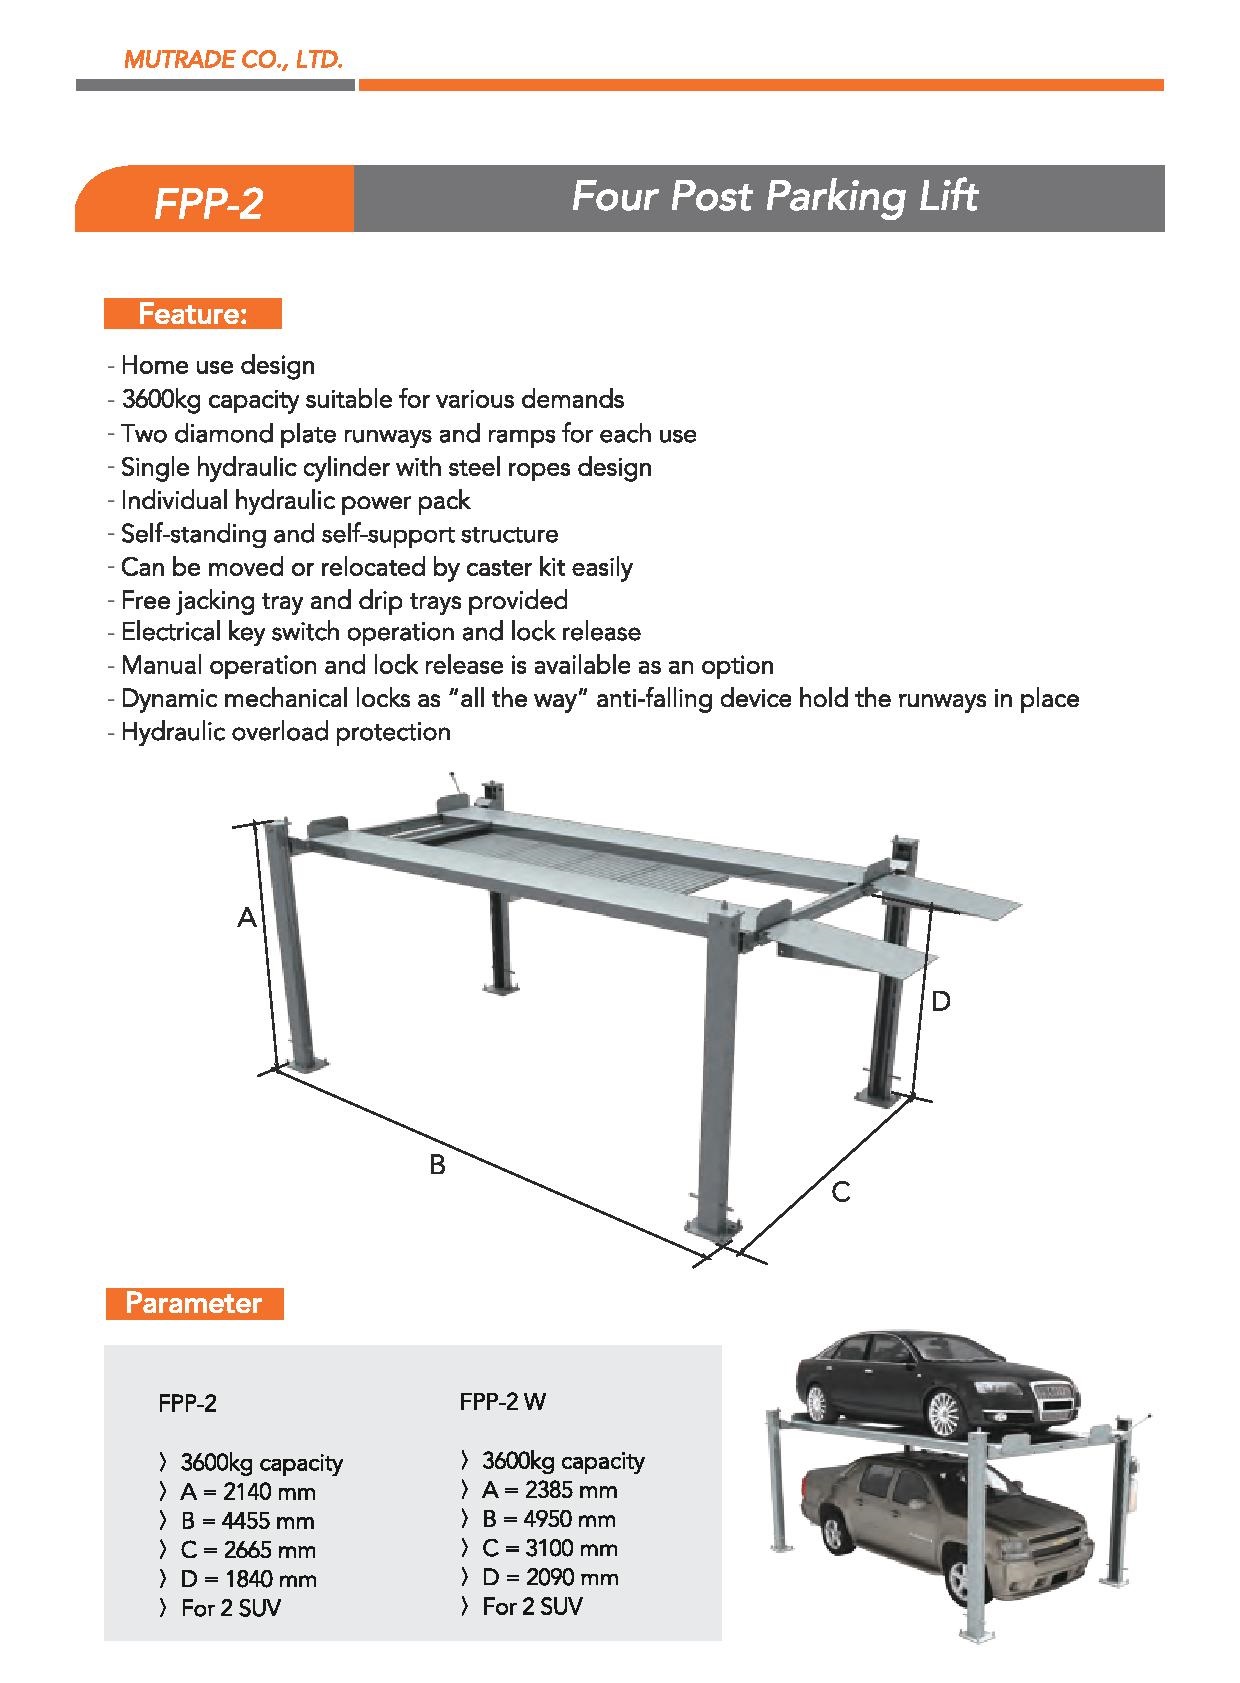 MUTRADE CO., LTD.
FPP-2
Four Post Parking Lift
Feature:
- Home use design
- 3600kg capacity suitable for various demands
- Two diamond plate runways and ramps for each use
- Single hydraulic cylinder with steel ropes design
- Individual hydraulic power pack
- Self-standing and self-support structure
- Can be moved or relocated by caster kit easily
- Free jacking tray and drip trays provided
- Electrical key switch operation and lock release
- Manual operation and lock release is available as an option
- Dynamic mechanical locks as “all the way” anti-falling device hold the runways in place
- Hydraulic overload protection
A
D
B
C
Parameter
FPP-2
〉 3600kg capacity
〉 A = 2140 mm
〉 B = 4455 mm
〉 C = 2665 mm
〉 D = 1840 mm
〉 For 2 SUV
FPP-2 W
〉 3600kg capacity
〉 A = 2385 mm
〉 B = 4950 mm
〉 C = 3100 mm
〉 D = 2090 mm
〉 For 2 SUV